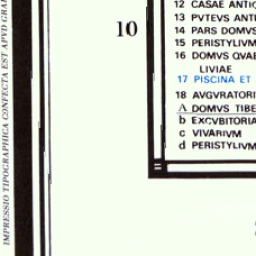 12 CASAE ANTIQ
13 PVTEVS ANTI
14 PARS DOMVS
15 PERISTYLIVM
16 DOMVS QVAE
LIVIAE
17 PISCINA ET
18 AVGVRATORI
A DOMVS TIBE
b EXCVBITORIA
c VIVARIVM
d PERISTYLIVM
10
IMPRESSIO TIPOGRAPHICA CONFECTA EST APVD GRAF